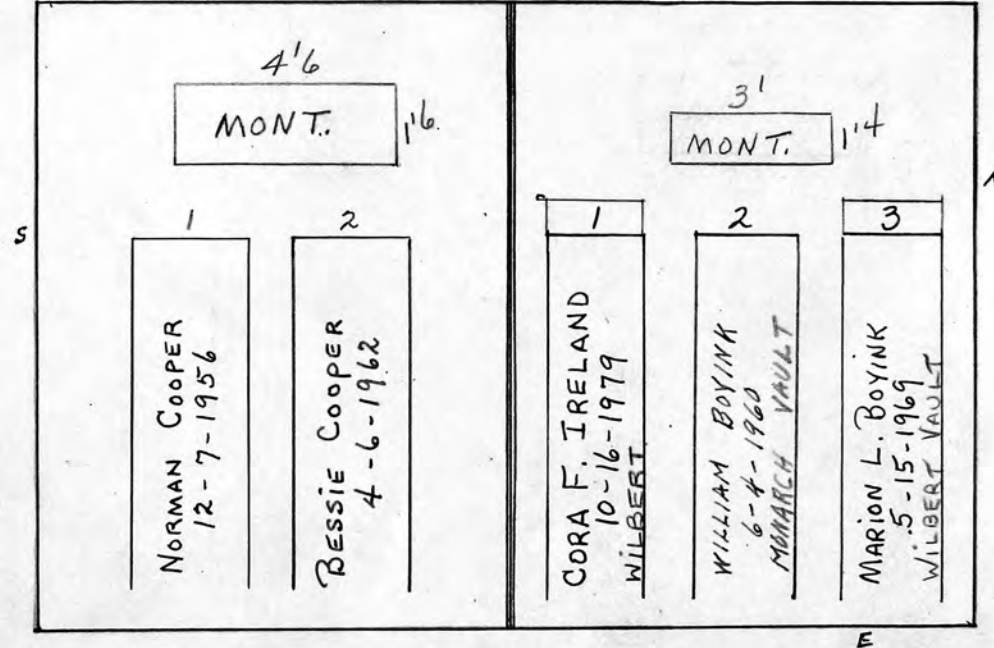 4'6
MONT.
1'6
S
1
2
NORMAN COOPER
12-7-1956
BESSIE COOPER
4-6-1962
3'
MONT.
1'4
1
2
3
CORA F. IRELAND
10-16-1979
WILBERT
WILLIAM BOYINK
6-4-1960
MONARCH VAULT
MARION L. BOYINK
5-15-1969
WILBERT VAULT
E